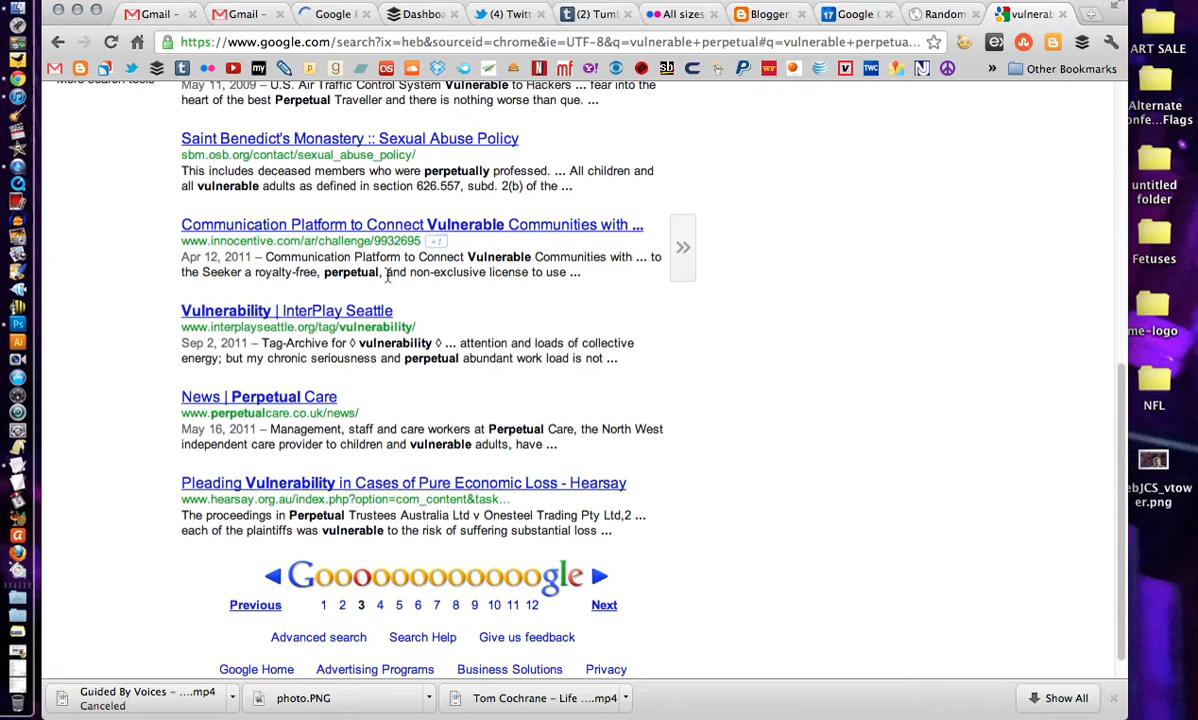 Gmail - Gmail - Google Dashbo (4) Twitt (2) Tuml All sizes Blogger: Google Random vulnerab
https://www.google.com/search?ix=heb&sourceid=chrome&ie=UTF-8&q=vulnerable+perpetual#q=vulnerable+perpetua...
Other Bookmarks
May 11, 2009 – U.S. Air Traffic Control System Vulnerable to Hackers ... fear into the
heart of the best Perpetual Traveller and there is nothing worse than que. ...
Saint Benedict's Monastery :: Sexual Abuse Policy
sbm.osb.org/contact/sexual_abuse_policy/
This includes deceased members who were perpetually professed. ... All children and
all vulnerable adults as defined in section 626.557, subd. 2(b) of the ...
Communication Platform to Connect Vulnerable Communities with ...
www.innocentive.com/ar/challenge/9932695 +1
Apr 12, 2011 – Communication Platform to Connect Vulnerable Communities with ... to
the Seeker a royalty-free, perpetual, and non-exclusive license to use ...
Vulnerability | InterPlay Seattle
www.interplayseattle.org/tag/vulnerability/
Sep 2, 2011 – Tag-Archive for ◊ vulnerability ◊ ... attention and loads of collective
energy; but my chronic seriousness and perpetual abundant work load is not ...
News | Perpetual Care
www.perpetualcare.co.uk/news/
May 16, 2011 – Management, staff and care workers at Perpetual Care, the North West
independent care provider to children and vulnerable adults, have ...
Pleading Vulnerability in Cases of Pure Economic Loss - Hearsay
www.hearsay.org.au/index.php?option=com_content&task...
The proceedings in Perpetual Trustees Australia Ltd v Onesteel Trading Pty Ltd,2 ...
each of the plaintiffs was vulnerable to the risk of suffering substantial loss ...
Goooooooooooogle
Previous 1 2 3 4 5 6 7 8 9 10 11 12 Next
Advanced search Search Help Give us feedback
Google Home Advertising Programs Business Solutions Privacy
Guided By Voices - ....mp4
Canceled
photo.PNG
Tom Cochrane - Life ....mp4
Show All
ART SALE
Alternate
onfe...Flags
untitled
folder
Fetuses
me-logo
NFL
ebJCS_vtow
er.png